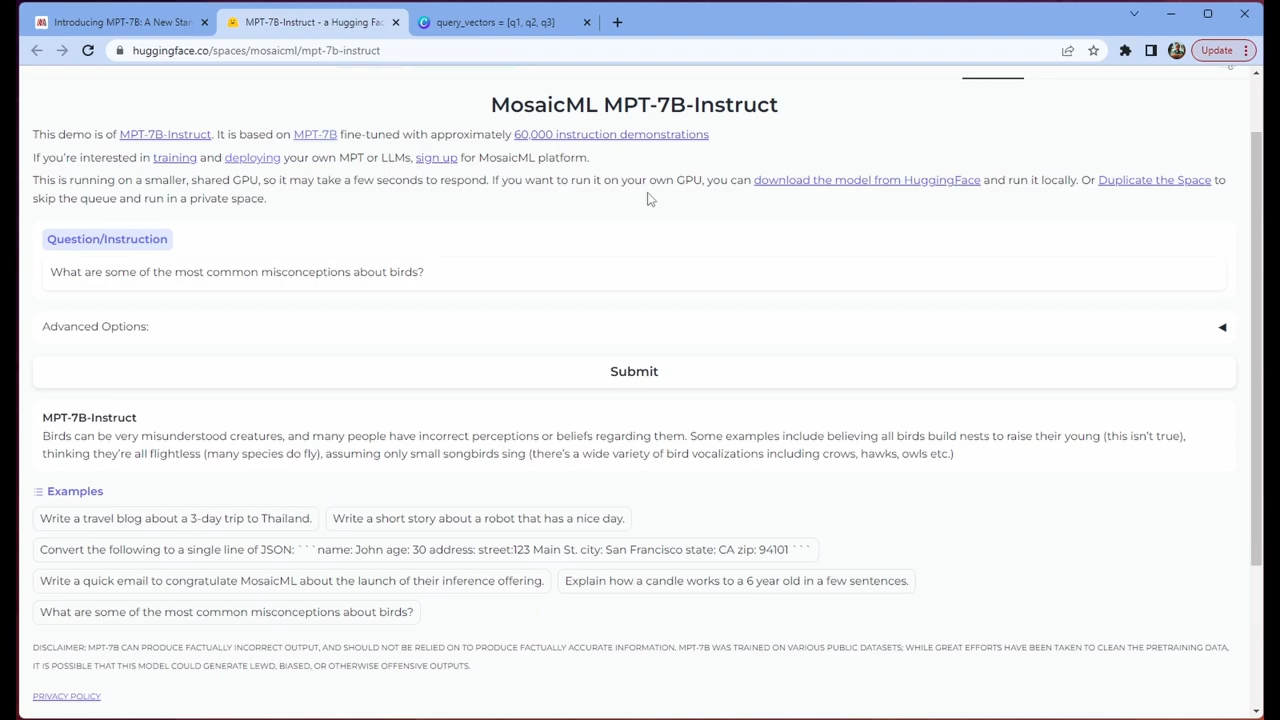 Introducing MPT-7B: A New Star
MPT-7B-Instruct - a Hugging Fac
query_vectors = [q1, q2, q3]
huggingface.co/spaces/mosaicml/mpt-7b-instruct
Update
MosaicML MPT-7B-Instruct
This demo is of MPT-7B-Instruct. It is based on MPT-7B fine-tuned with approximately 60,000 instruction demonstrations
If you're interested in training and deploying your own MPT or LLMs, sign up for MosaicML platform.
This is running on a smaller, shared GPU, so it may take a few seconds to respond. If you want to run it on your own GPU, you can download the model from HuggingFace and run it locally. Or Duplicate the Space to
skip the queue and run in a private space.
Question/Instruction
What are some of the most common misconceptions about birds?
Advanced Options:
Submit
MPT-7B-Instruct
Birds can be very misunderstood creatures, and many people have incorrect perceptions or beliefs regarding them. Some examples include believing all birds build nests to raise their young (this isn't true),
thinking they're all flightless (many species do fly), assuming only small songbirds sing (there's a wide variety of bird vocalizations including crows, hawks, owls etc.)
Examples
Write a travel blog about a 3-day trip to Thailand.
Write a short story about a robot that has a nice day.
Convert the following to a single line of JSON: ```name: John age: 30 address: street:123 Main St. city: San Francisco state: CA zip: 94101 ```
Write a quick email to congratulate MosaicML about the launch of their inference offering.
Explain how a candle works to a 6 year old in a few sentences.
What are some of the most common misconceptions about birds?
DISCLAIMER: MPT-7B CAN PRODUCE FACTUALLY INCORRECT OUTPUT, AND SHOULD NOT BE RELIED ON TO PRODUCE FACTUALLY ACCURATE INFORMATION. MPT-7B WAS TRAINED ON VARIOUS PUBLIC DATASETS; WHILE GREAT EFFORTS HAVE BEEN TAKEN TO CLEAN THE PRETRAINING DATA,
IT IS POSSIBLE THAT THIS MODEL COULD GENERATE LEWD, BIASED, OR OTHERWISE OFFENSIVE OUTPUTS.
PRIVACY POLICY